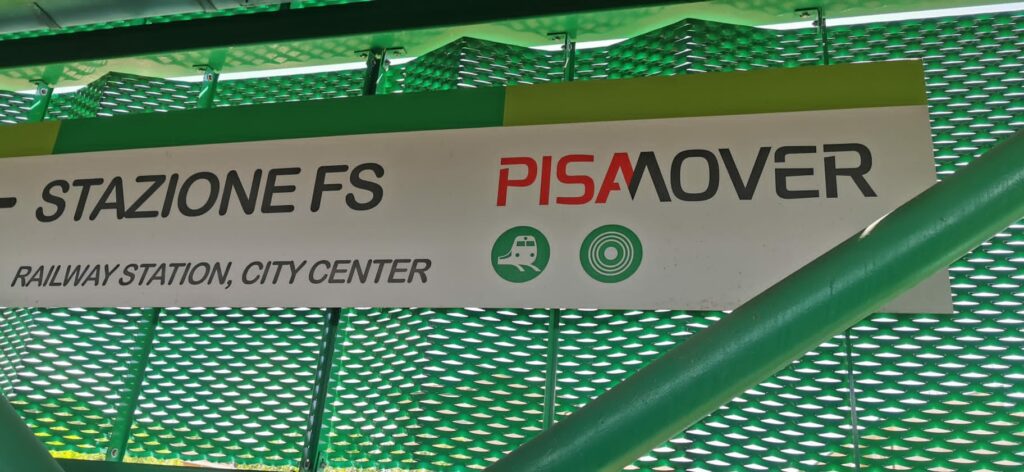 - STAZIONE FS
PISAMOVER
RAILWAY STATION, CITY CENTER